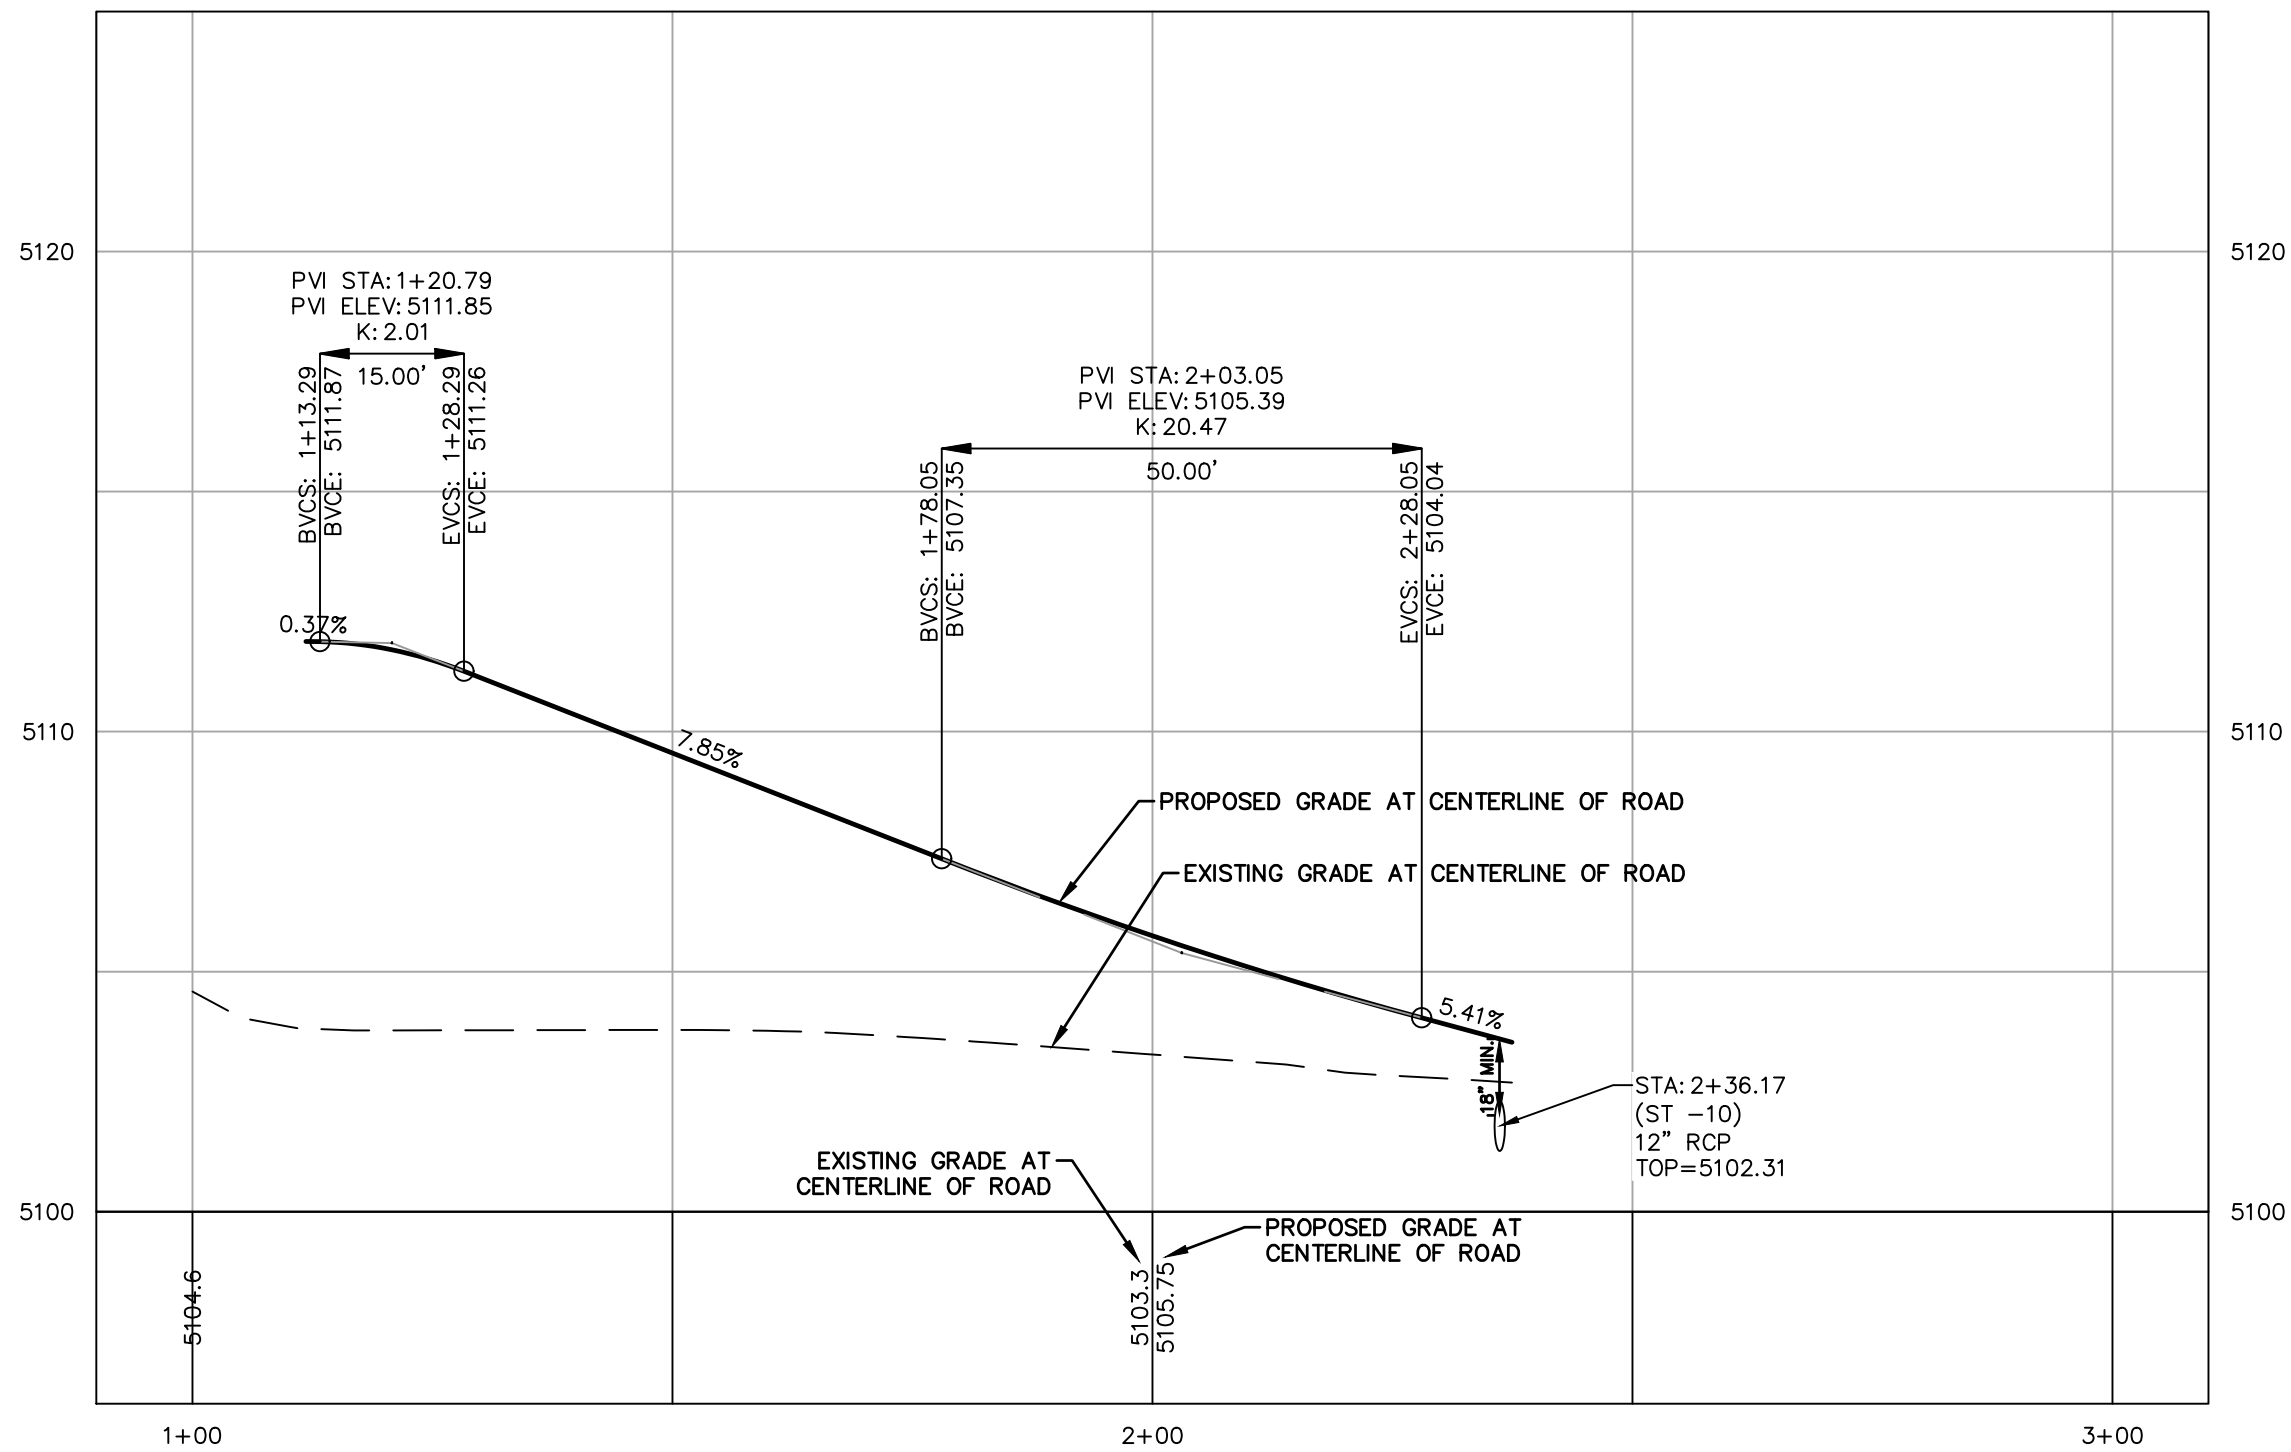 5120
5120
PVI STA:1+20.79
PVI ELEV:5111.85
K:2.01
15.00'
BVCS: 1+13.29
BVCE: 5111.87
EVCS: 1+28.29
EVCE: 5111.26
PVI STA:2+03.05
PVI ELEV:5105.39
K:20.47
50.00'
BVCS: 1+78.05
BVCE: 5107.35
EVCS: 2+28.05
EVCE: 5104.04
0.37%
5110
5110
7.85%
PROPOSED GRADE AT CENTERLINE OF ROAD
EXISTING GRADE AT CENTERLINE OF ROAD
5.41%
18" MIN.
STA:2+36.17
(ST -10)
12" RCP
TOP=5102.31
EXISTING GRADE AT
CENTERLINE OF ROAD
5100
5100
PROPOSED GRADE AT
CENTERLINE OF ROAD
5104.6
5103.3
5105.75
1+00
2+00
3+00